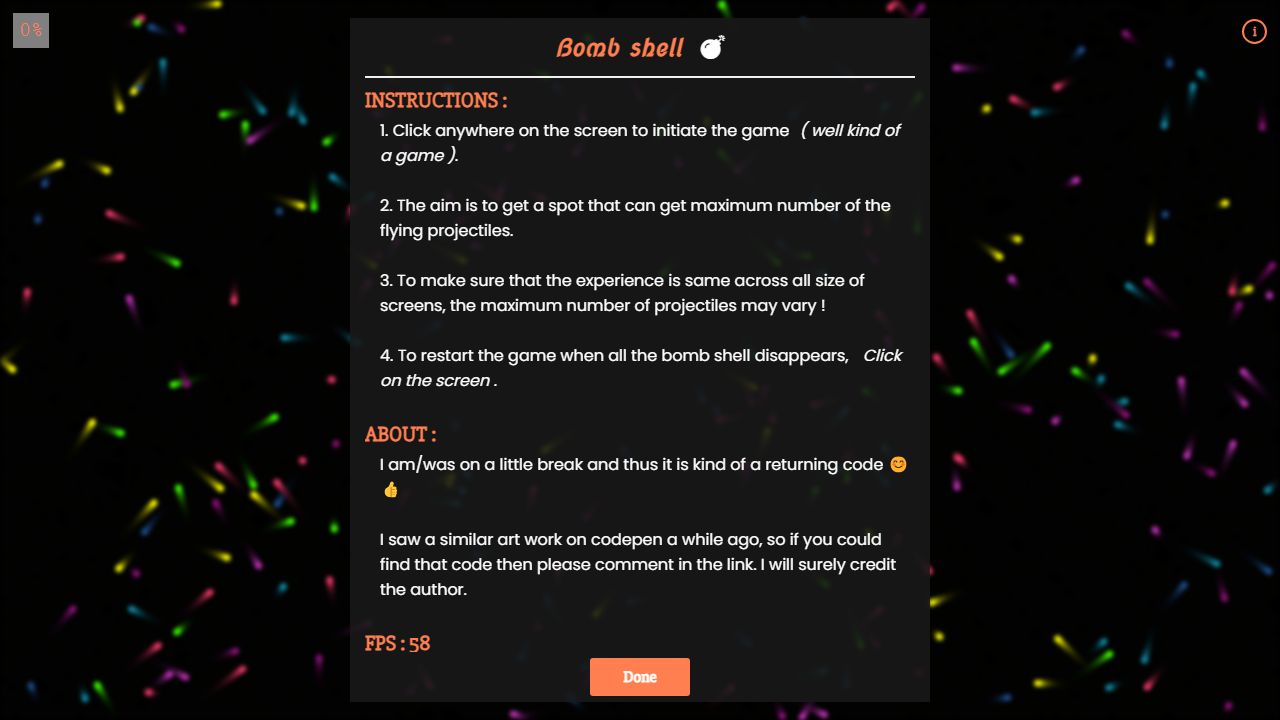 0%
i
Bomb shell 💣
INSTRUCTIONS :
1. Click anywhere on the screen to initiate the game ( well kind of
a game ).
2. The aim is to get a spot that can get maximum number of the
flying projectiles.
3. To make sure that the experience is same across all size of
screens, the maximum number of projectiles may vary !
4. To restart the game when all the bomb shell disappears, Click
on the screen .
ABOUT :
I am/was on a little break and thus it is kind of a returning code 😊
👍
I saw a similar art work on codepen a while ago, so if you could
find that code then please comment in the link. I will surely credit
the author.
FPS : 58
Done